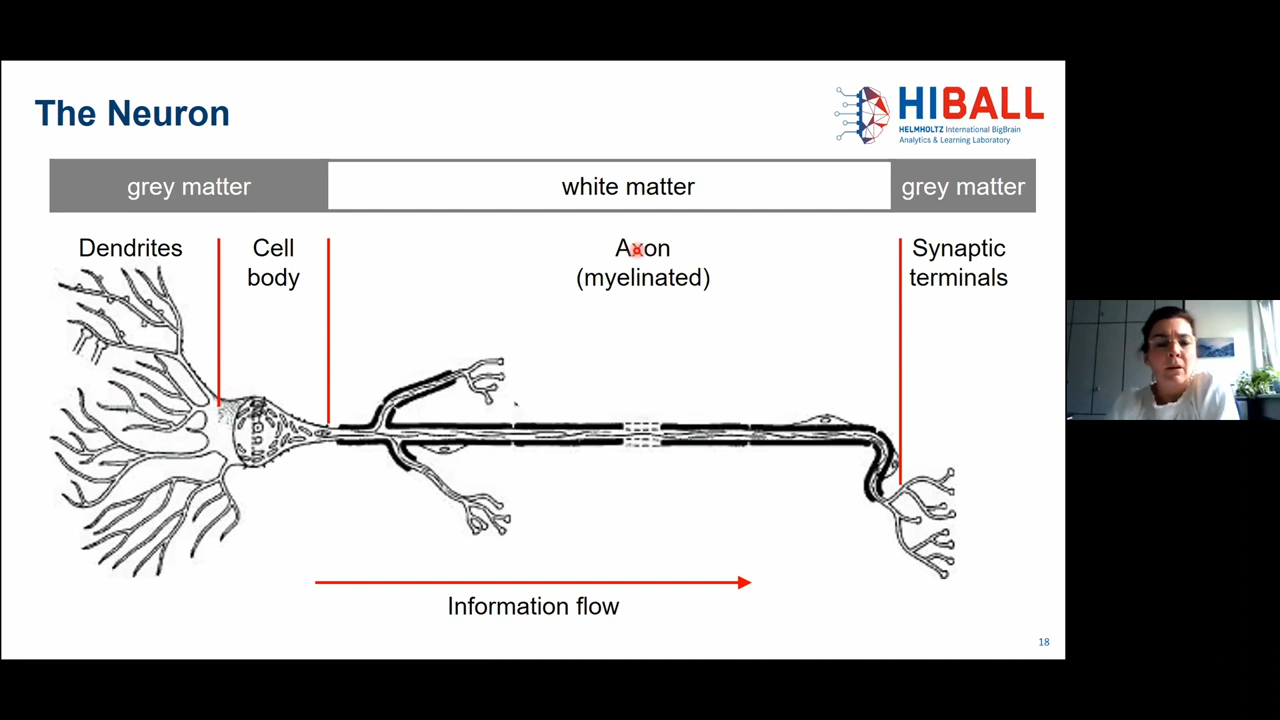 The Neuron
HIBALL
HELMHOLTZ International BigBrain
Analytics & Learning Laboratory
grey matter
white matter
grey matter
Dendrites
Cell
body
Axon
(myelinated)
Synaptic
terminals
Information flow
18